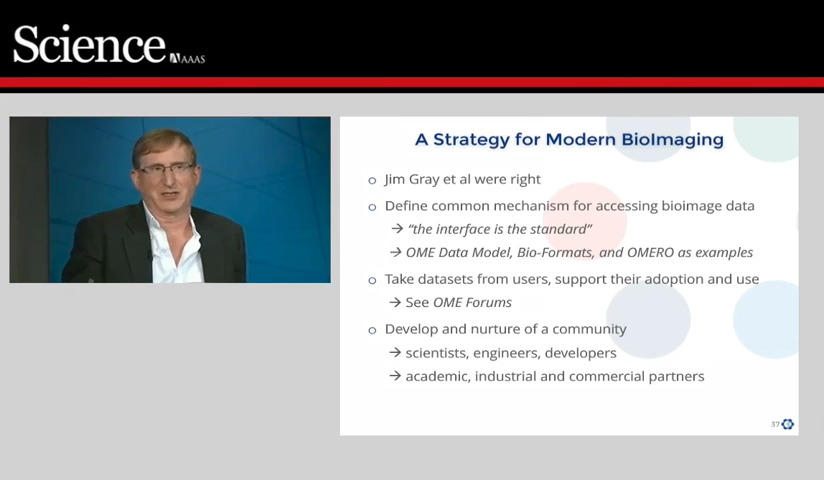 Science
AAAS
A Strategy for Modern BioImaging
Jim Gray et al were right
Define common mechanism for accessing bioimage data
→ “the interface is the standard”
→ OME Data Model, Bio-Formats, and OMERO as examples
Take datasets from users, support their adoption and use
→ See OME Forums
Develop and nurture of a community
→ scientists, engineers, developers
→ academic, industrial and commercial partners
37